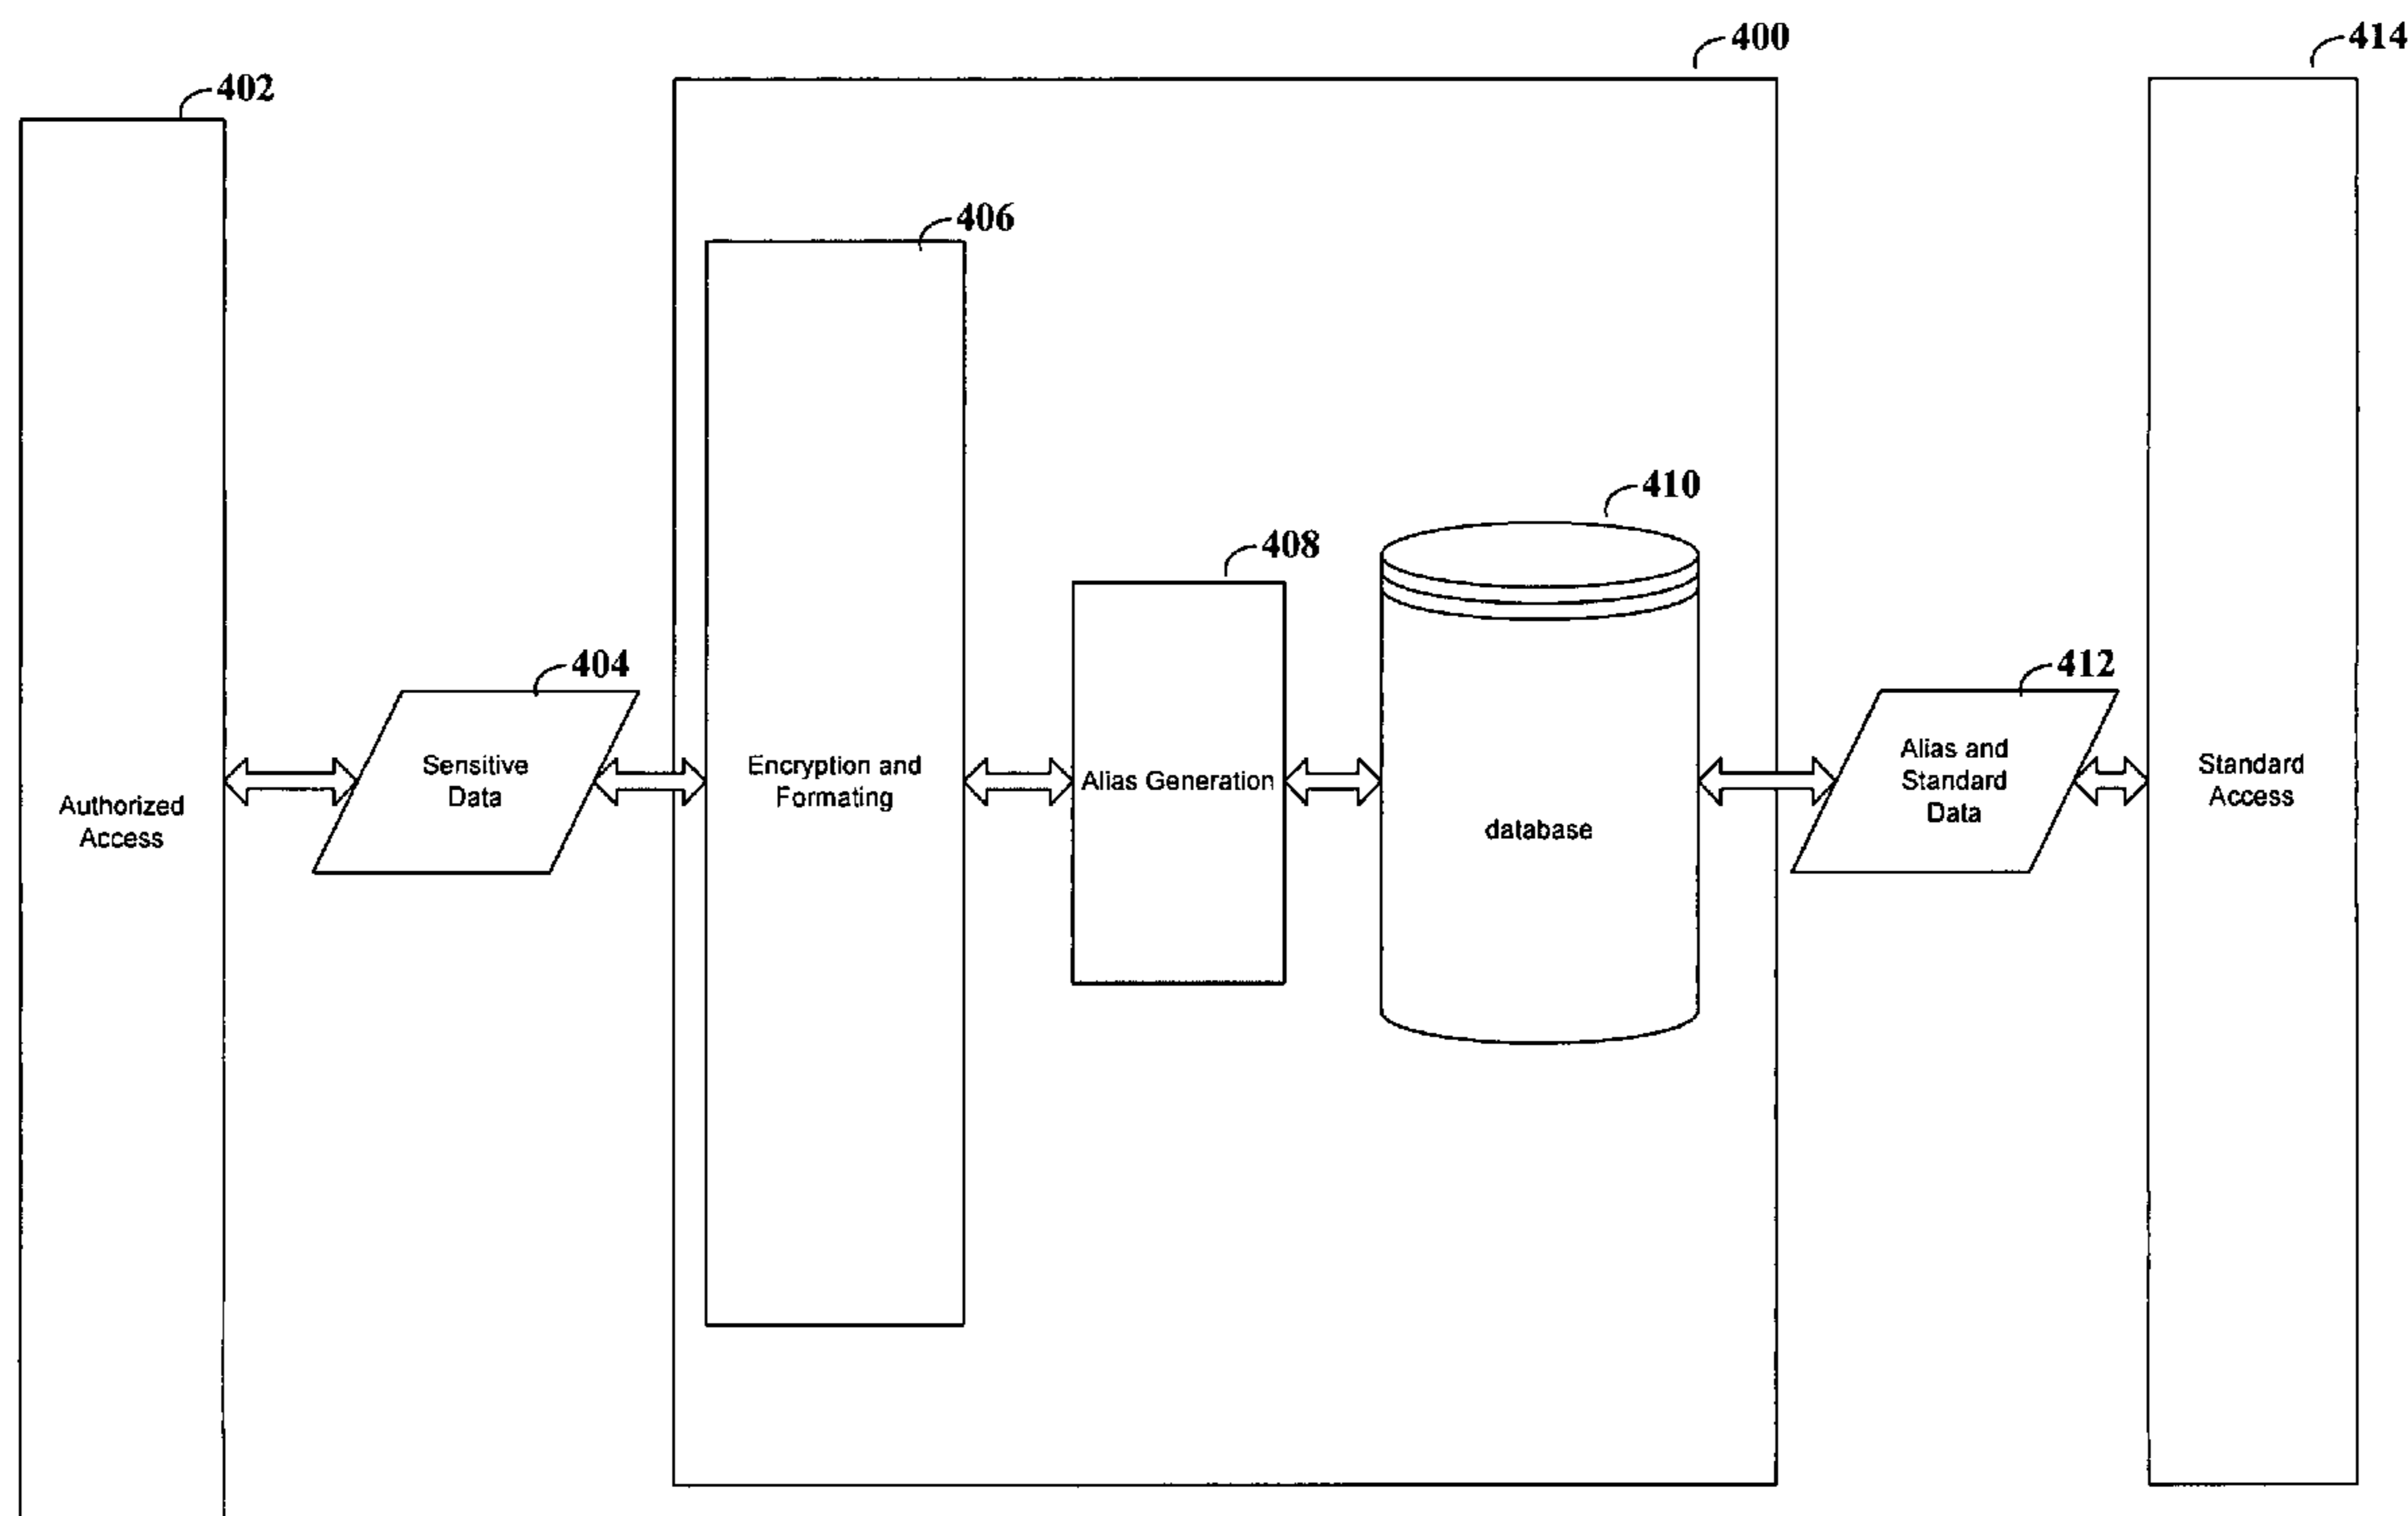 400
414
402
406
410
408
404
412
Sensitive
Data
Encryption and
Formating
Alias Generation
Alias and
Standard
Data
Standard
Access
Authorized
Access
database